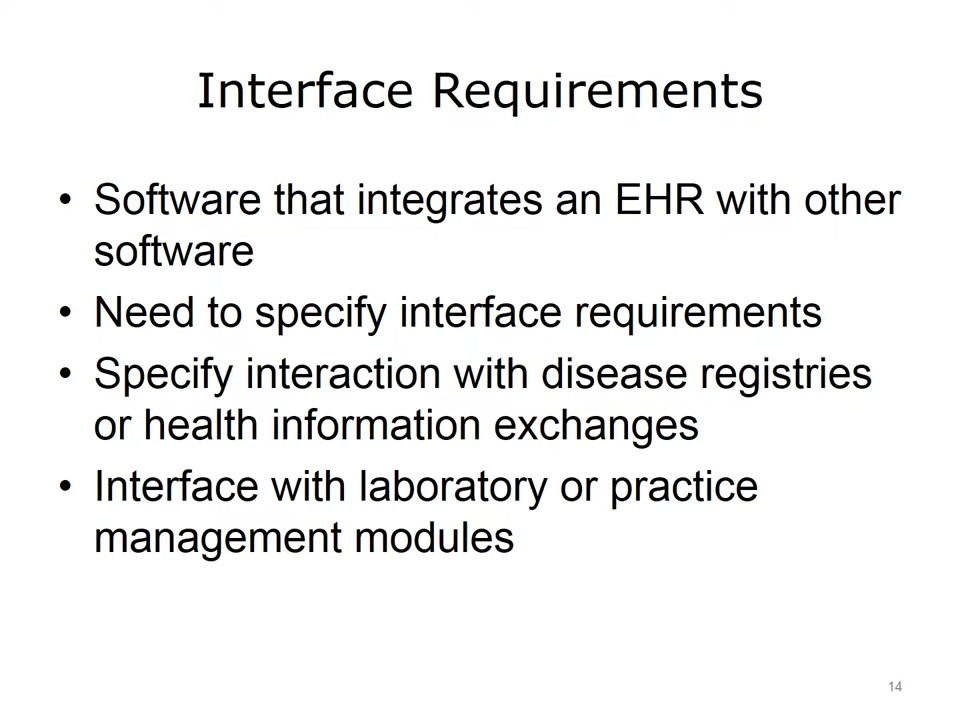 Interface Requirements
• Software that integrates an EHR with other
software
• Need to specify interface requirements
• Specify interaction with disease registries
or health information exchanges
• Interface with laboratory or practice
management modules
14